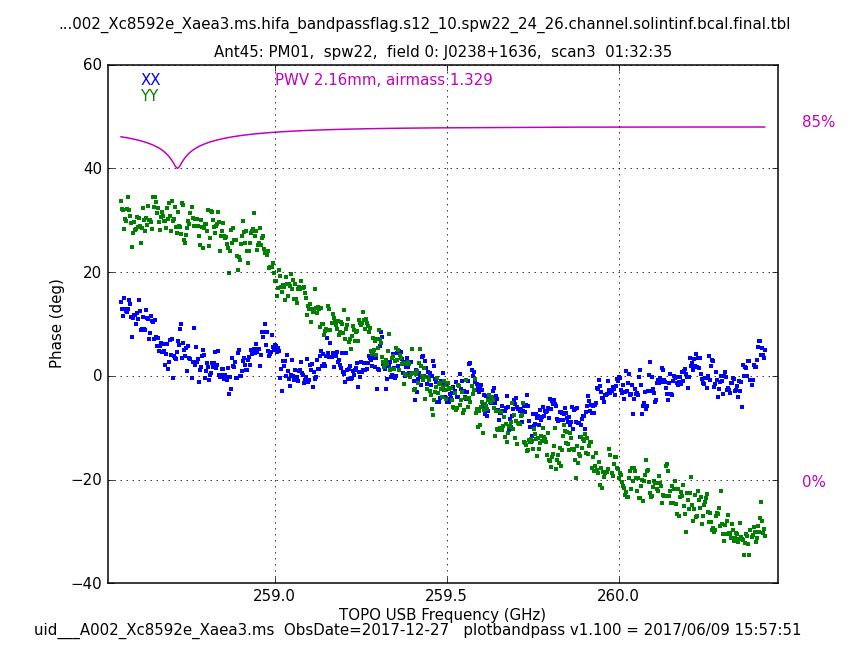 ...002_Xc8592e_Xaea3.ms.hifa_bandpassflag.s12_10.spw22_24_26.channel.solintinf.bcal.final.tbl
Ant45: PM01,  spw22,  field 0: J0238+1636,  scan3  01:32:35
XX
YY
PWV 2.16mm, airmass 1.329
85%
0%
60
40
20
0
−20
−40
Phase (deg)
259.0
259.5
260.0
TOPO USB Frequency (GHz)
uid___A002_Xc8592e_Xaea3.ms  ObsDate=2017-12-27   plotbandpass v1.100 = 2017/06/09 15:57:51